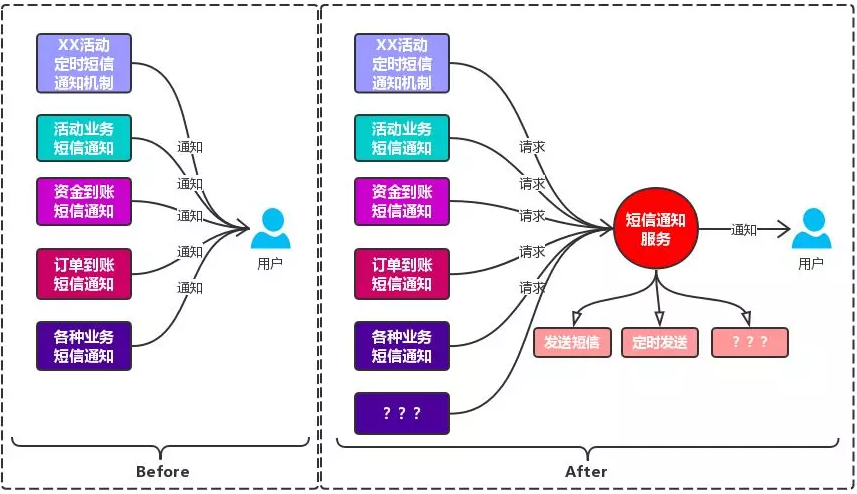 XX活动
定时短信
通知机制
活动业务
短信通知
资金到账
短信通知
订单到账
短信通知
各种业务
短信通知
通知
通知
通知
通知
通知
用户
Before
XX活动
定时短信
通知机制
活动业务
短信通知
资金到账
短信通知
订单到账
短信通知
各种业务
短信通知
？？？
请求
请求
请求
请求
请求
短信通知
服务
通知
用户
发送短信
定时发送
？？？
After